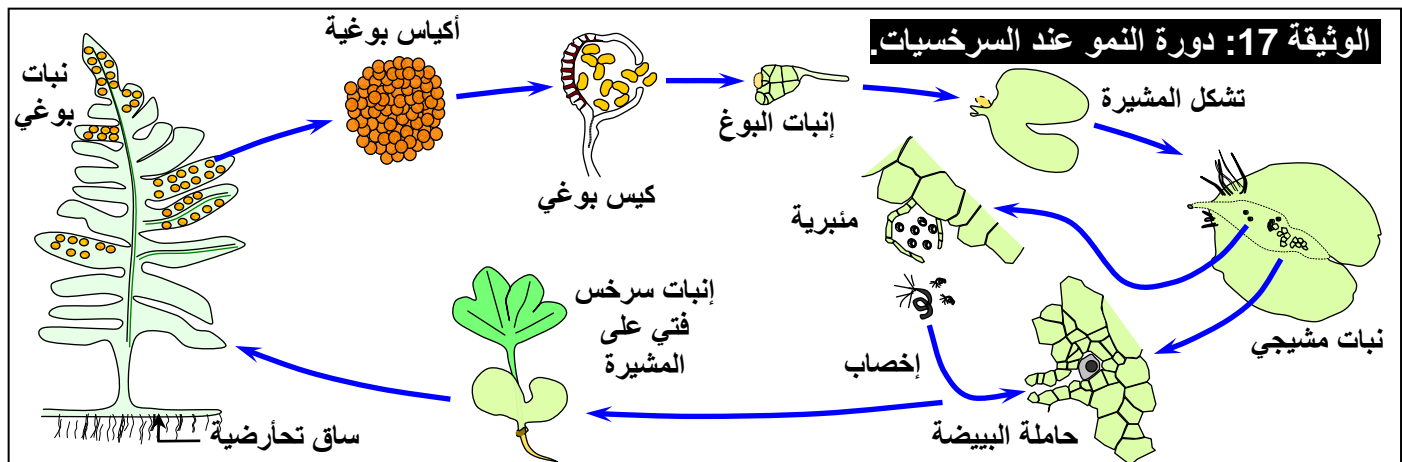 الوثيقة 17: دورة النمو عند السرخسيات.
نبات
بوغي
أكياس بوغية
كيس بوغي
إنبات البوغ
تشكل المشيرة
نبات مشيجي
مئبرية
حاملة البييضة
إخصاب
إنبات سرخس
فتي على
المشيرة
ساق تحأرضية